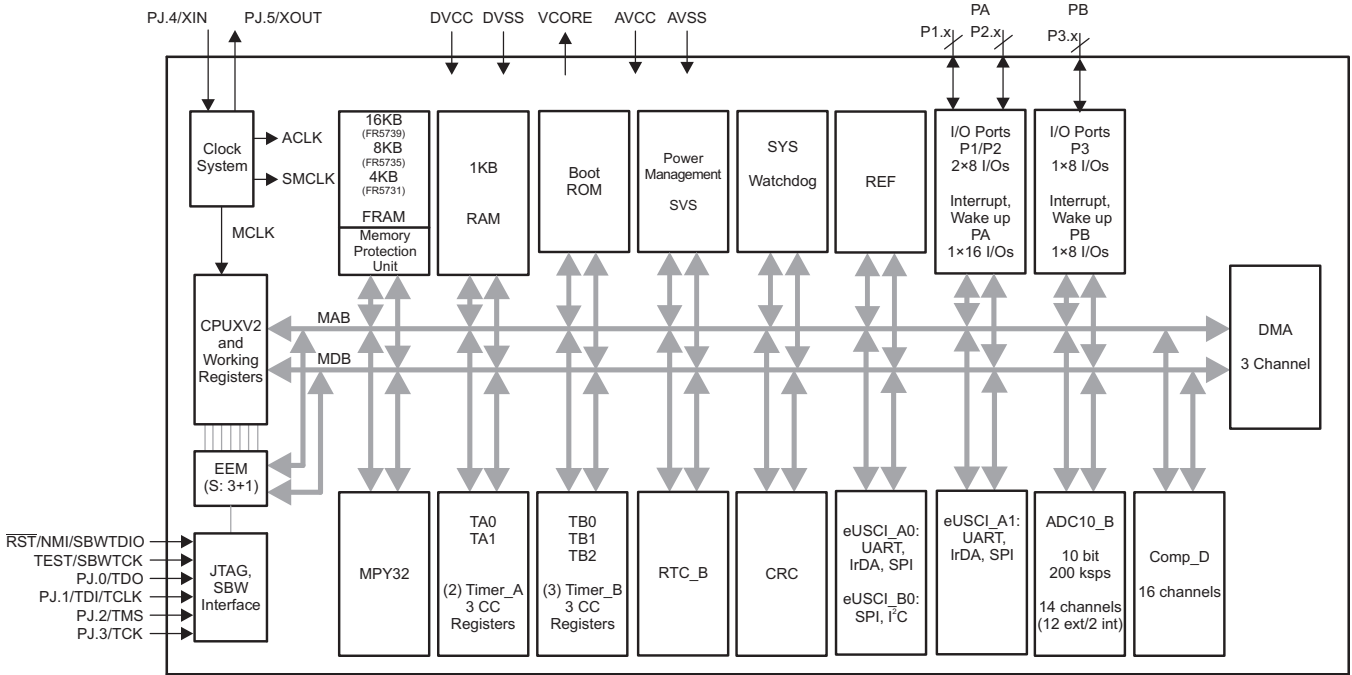 PJ.4/XIN
PJ.5/XOUT
DVCC
DVSS
VCORE
AVCC
AVSS
PA
P1.x
P2.x
PB
P3.x
Clock
System
ACLK
SMCLK
MCLK
16KB
(FR5739)
8KB
(FR5735)
4KB
(FR5731)
FRAM
Memory
Protection
Unit
1KB
RAM
Boot
ROM
Power
Management
SVS
SYS
Watchdog
REF
I/O Ports
P1/P2
2×8 I/Os
Interrupt,
Wake up
PA
1×16 I/Os
I/O Ports
P3
1×8 I/Os
Interrupt,
Wake up
PB
1×8 I/Os
CPUXV2
and
Working
Registers
MAB
MDB
DMA
3 Channel
EEM
(S: 3+1)
RST/NMI/SBWTDIO
TEST/SBWTCK
PJ.0/TDO
PJ.1/TDI/TCLK
PJ.2/TMS
PJ.3/TCK
JTAG,
SBW
Interface
MPY32
TA0
TA1
(2) Timer_A
3 CC
Registers
TB0
TB1
TB2
(3) Timer_B
3 CC
Registers
RTC_B
CRC
eUSCI_A0:
UART,
IrDA, SPI
eUSCI_B0:
SPI, I²C
eUSCI_A1:
UART,
IrDA, SPI
ADC10_B
10 bit
200 ksps
14 channels
(12 ext/2 int)
Comp_D
16 channels